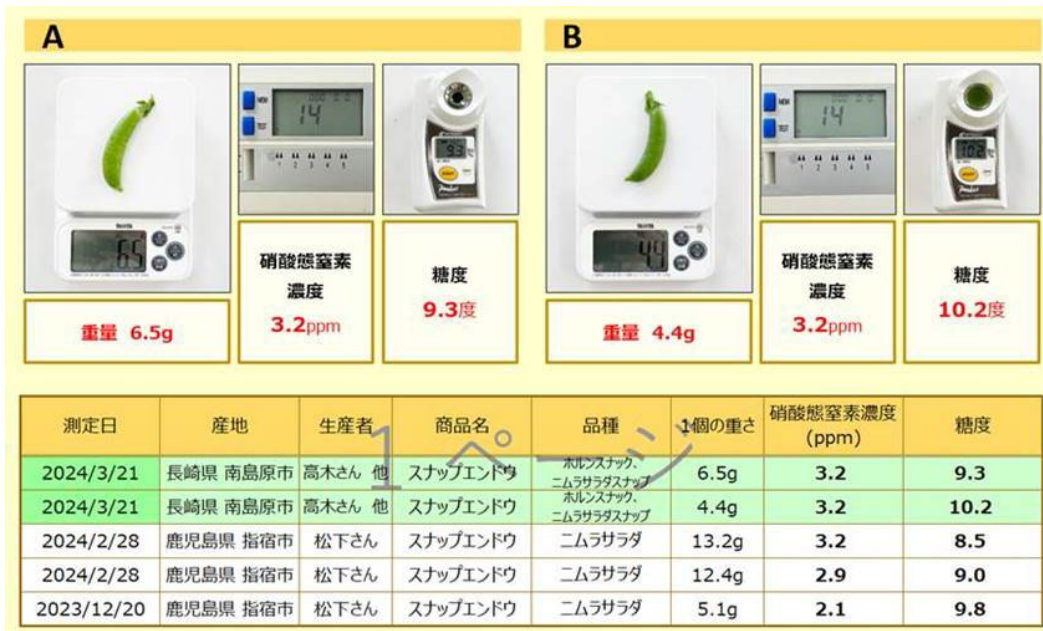 A
B
14
9.3
14
10.2
6.5
硝酸態窒素
濃度
3.2ppm
糖度
9.3度
重量 6.5g
硝酸態窒素
濃度
3.2ppm
糖度
10.2度
重量 4.4g
測定日 産地 生産者 商品名 品種 1個の重さ 硝酸態窒素濃度(ppm) 糖度
2024/3/21 長崎県 南島原市 高木さん 他 スナップエンドウ ホルンスナック、ニムラサラダスナップ 6.5g 3.2 9.3
2024/3/21 長崎県 南島原市 高木さん 他 スナップエンドウ ホルンスナック、ニムラサラダスナップ 4.4g 3.2 10.2
2024/2/28 鹿児島県 指宿市 松下さん スナップエンドウ ニムラサラダ 13.2g 3.2 8.5
2024/2/28 鹿児島県 指宿市 松下さん スナップエンドウ ニムラサラダ 12.4g 2.9 9.0
2023/12/20 鹿児島県 指宿市 松下さん スナップエンドウ ニムラサラダ 5.1g 2.1 9.8
1 ページ